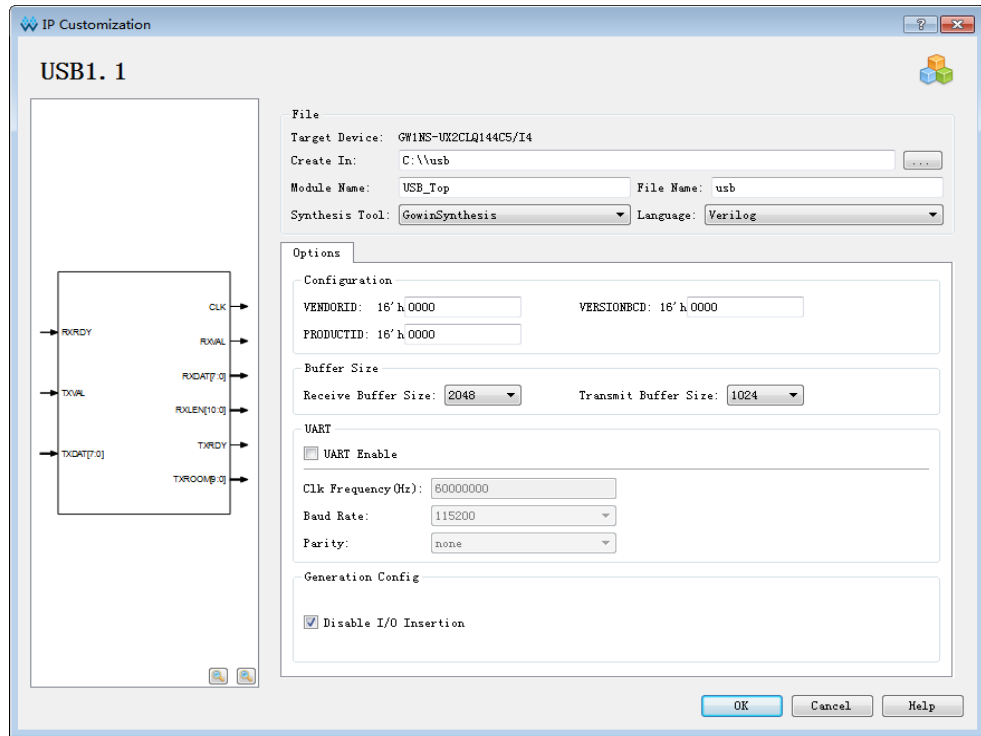 IP Customization
USB1.1
File
Target Device: GW1NS-UX2CLQ144C5/I4
Create In: C:\\usb ...
Module Name: USB_Top File Name: usb
Synthesis Tool: GowinSynthesis Language: Verilog
Options
Configuration
VENDORID: 16'h 0000 VERSIONBCD: 16'h 0000
PRODUCTID: 16'h 0000
Buffer Size
Receive Buffer Size: 2048 Transmit Buffer Size: 1024
UART
UART Enable
Clk Frequency(Hz): 60000000
Baud Rate: 115200
Parity: none
Generation Config
Disable I/O Insertion
CLK
RXRDY
RXVAL
RXDAT[7:0]
TXVAL
RXLEN[10:0]
TXRDY
TXDAT[7:0]
TXROOM[9:0]
OK Cancel Help